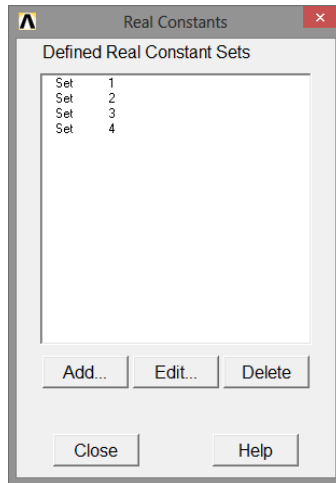 Real Constants
Defined Real Constant Sets
Set 1
Set 2
Set 3
Set 4
Add... Edit... Delete
Close Help